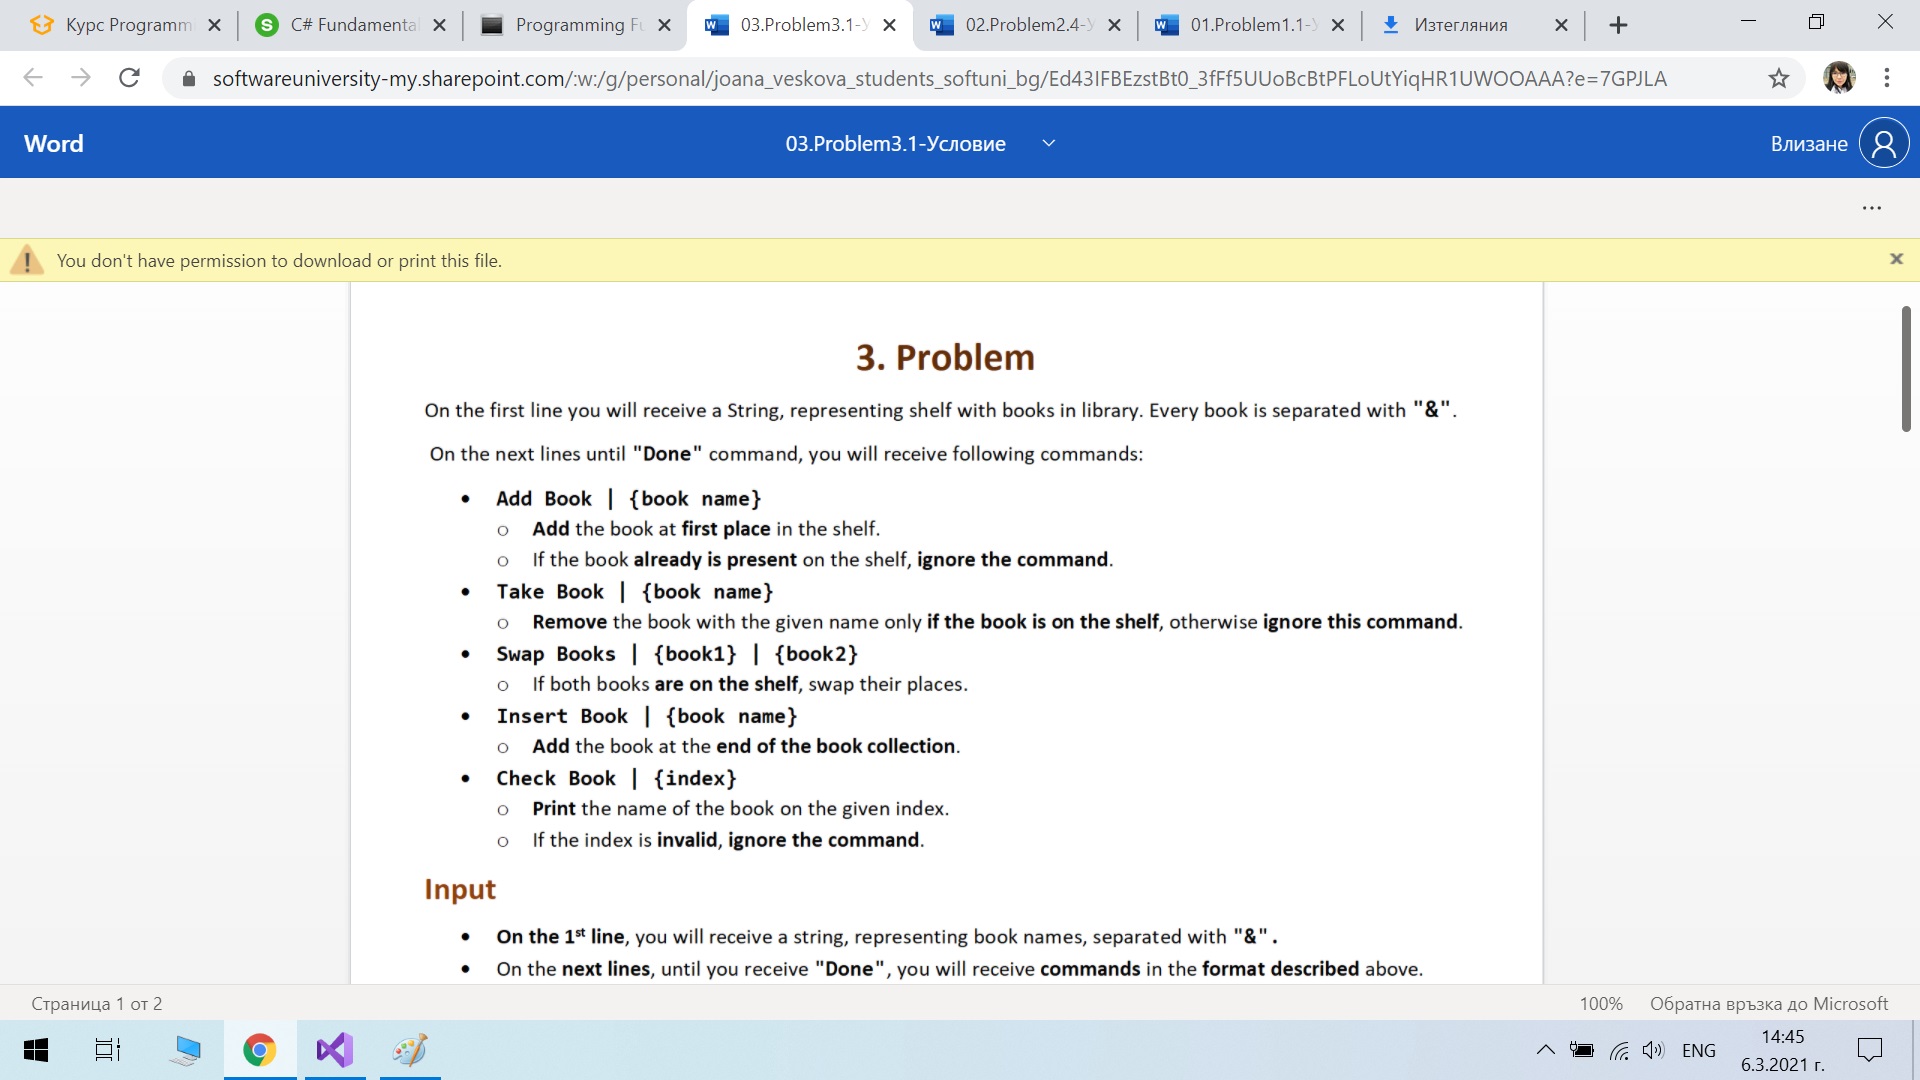 Курс Programm
C# Fundamental
Programming Fu
03.Problem3.1-У
02.Problem2.4-У
01.Problem1.1-У
Изтегляния
softwareuniversity-my.sharepoint.com/:w:/g/personal/joana_veskova_students_softuni_bg/Ed43IFBEzstBt0_3fFf5UUoBcBtPFLoUtYiqHR1UWOOAAA?e=7GPJLA
Word
03.Problem3.1-Условие
Влизане
You don't have permission to download or print this file.
3. Problem
On the first line you will receive a String, representing shelf with books in library. Every book is separated with "&".
On the next lines until "Done" command, you will receive following commands:
• Add Book | {book name}
o Add the book at first place in the shelf.
o If the book already is present on the shelf, ignore the command.
• Take Book | {book name}
o Remove the book with the given name only if the book is on the shelf, otherwise ignore this command.
• Swap Books | {book1} | {book2}
o If both books are on the shelf, swap their places.
• Insert Book | {book name}
o Add the book at the end of the book collection.
• Check Book | {index}
o Print the name of the book on the given index.
o If the index is invalid, ignore the command.
Input
• On the 1st line, you will receive a string, representing book names, separated with "&".
• On the next lines, until you receive "Done", you will receive commands in the format described above.
Страница 1 от 2
100%
Обратна връзка до Microsoft
ENG
14:45
6.3.2021 г.